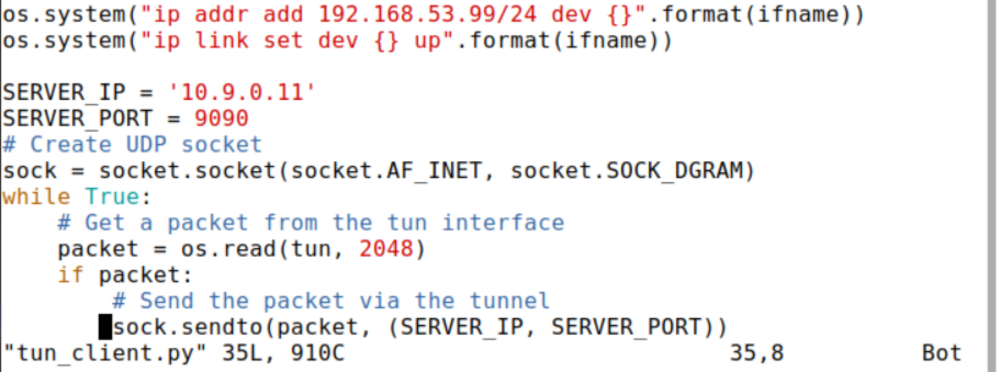 os.system("ip addr add 192.168.53.99/24 dev {}".format(ifname))
os.system("ip link set dev {} up".format(ifname))

SERVER_IP = '10.9.0.11'
SERVER_PORT = 9090
# Create UDP socket
sock = socket.socket(socket.AF_INET, socket.SOCK_DGRAM)
while True:
    # Get a packet from the tun interface
    packet = os.read(tun, 2048)
    if packet:
        # Send the packet via the tunnel
        sock.sendto(packet, (SERVER_IP, SERVER_PORT))
"tun_client.py" 35L, 910C 35,8 Bot